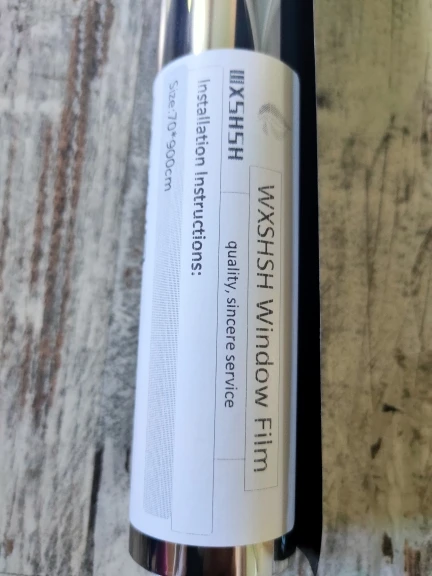 WXSHSH Window Film
WXSHSH
quality, sincere service
Installation Instructions:
Size:70*900cm